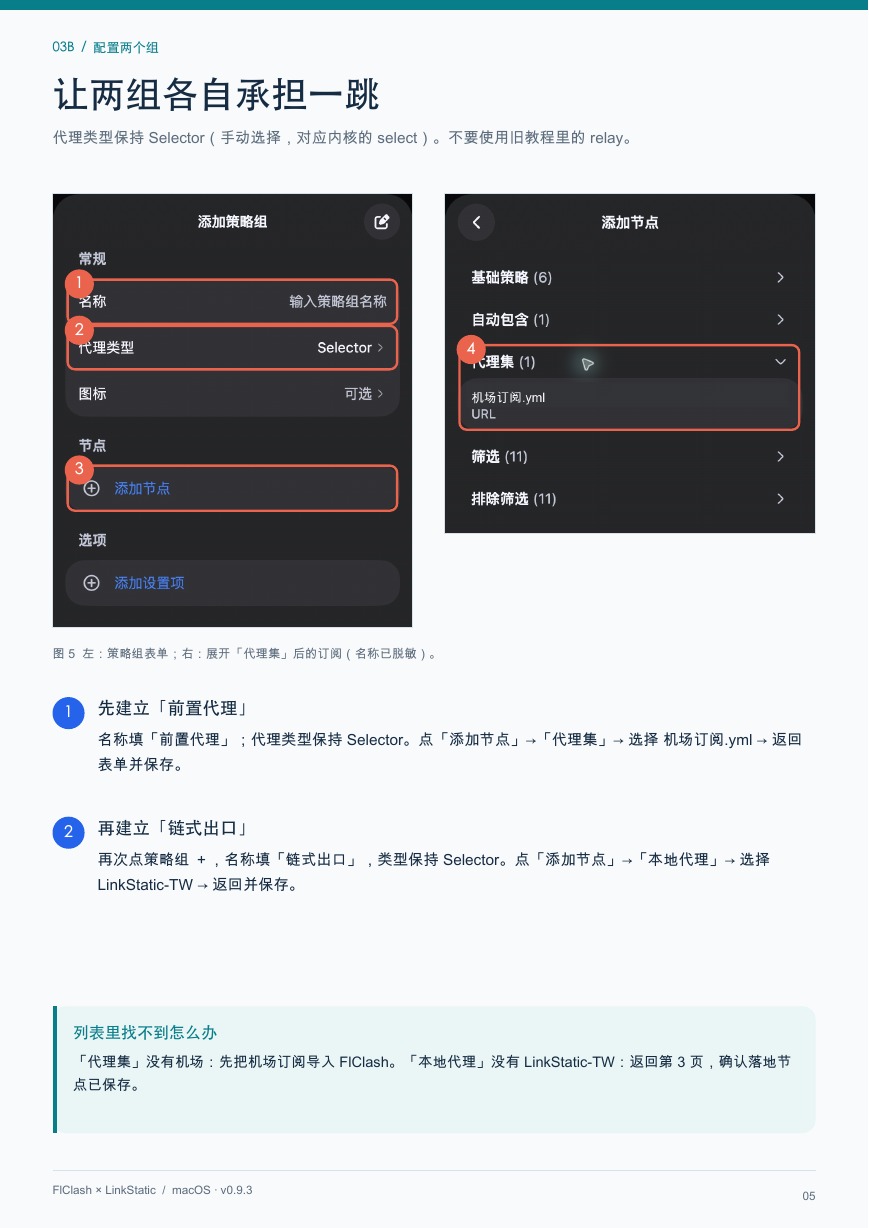 03B / 配置两个组
让两组各自承担一跳
代理类型保持 Selector（手动选择，对应内核的 select）。不要使用旧教程里的 relay。
添加策略组
常规
1
名称 输入策略组名称
2
代理类型 Selector
图标 可选
节点
3
添加节点
选项
添加设置项
添加节点
基础策略 (6)
自动包含 (1)
4
代理集 (1)
机场订阅.yml
URL
筛选 (11)
排除筛选 (11)
图 5 左：策略组表单；右：展开「代理集」后的订阅（名称已脱敏）。
1 先建立「前置代理」
名称填「前置代理」；代理类型保持 Selector。点「添加节点」→「代理集」→ 选择 机场订阅.yml → 返回
表单并保存。
2 再建立「链式出口」
再次点策略组 +，名称填「链式出口」，类型保持 Selector。点「添加节点」→「本地代理」→ 选择
LinkStatic-TW → 返回并保存。
列表里找不到怎么办
「代理集」没有机场：先把机场订阅导入 FlClash。「本地代理」没有 LinkStatic-TW：返回第 3 页，确认落地节
点已保存。
FlClash × LinkStatic / macOS · v0.9.3
05